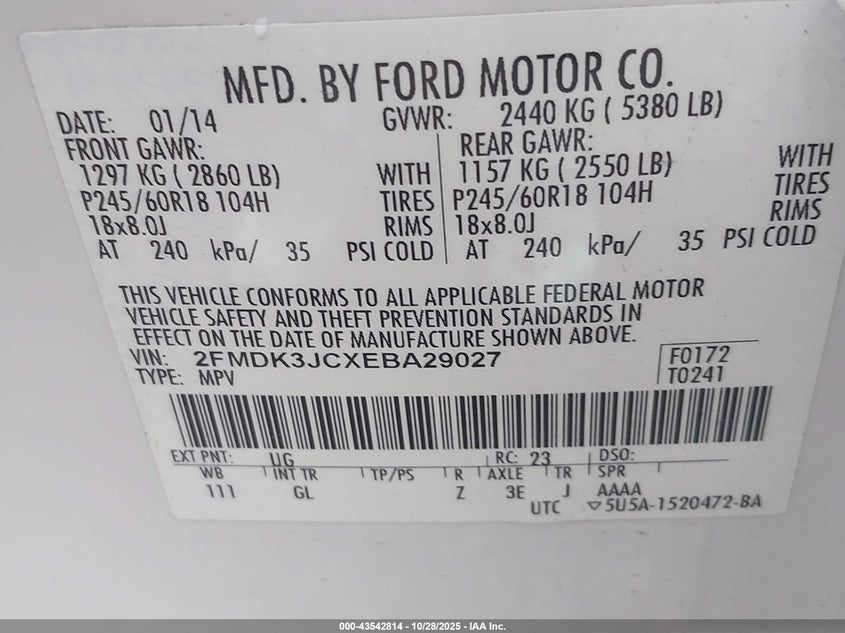 MFD. BY FORD MOTOR CO.
DATE: 01/14 GVWR: 2440 KG ( 5380 LB)
FRONT GAWR: REAR GAWR:
1297 KG ( 2860 LB) WITH 1157 KG ( 2550 LB) WITH
P245/60R18 104H TIRES P245/60R18 104H TIRES
18x8.0J RIMS 18x8.0J RIMS
AT 240 kPa/ 35 PSI COLD AT 240 kPa/ 35 PSI COLD
THIS VEHICLE CONFORMS TO ALL APPLICABLE FEDERAL MOTOR
VEHICLE SAFETY AND THEFT PREVENTION STANDARDS IN
EFFECT ON THE DATE OF MANUFACTURE SHOWN ABOVE.
VIN: 2FMDK3JCXEBA29027 F0172
TYPE: MPV T0241
EXT PNT: UG RC: 23 DSO:
WB INT TR TP/PS R AXLE TR SPR
111 GL Z 3E J AAAA
UTC ▽5U5A-1520472-BA
000-43542814 - 10/28/2025 - IAA Inc.